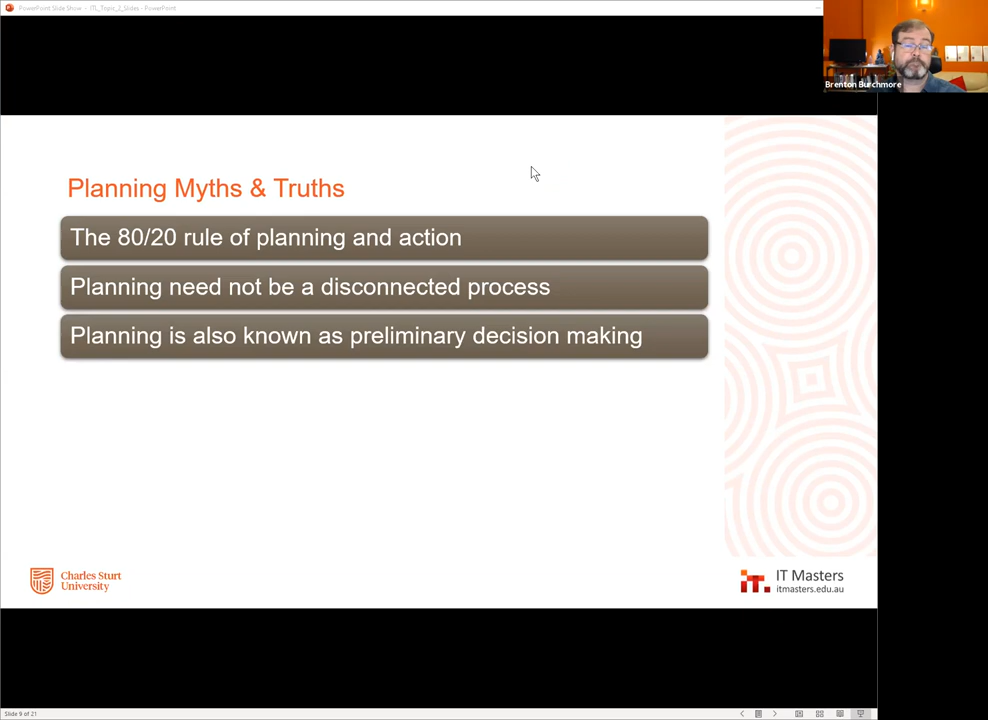 PowerPoint Slide Show - ITL_Topic_2_Slides - PowerPoint
Brenton Burchmore
Planning Myths & Truths
The 80/20 rule of planning and action
Planning need not be a disconnected process
Planning is also known as preliminary decision making
Charles Sturt
University
IT Masters
itmasters.edu.au
Slide 9 of 21